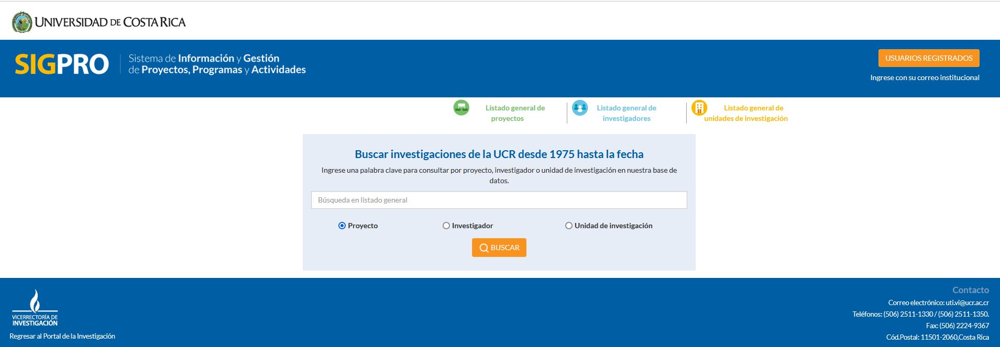 UNIVERSIDAD DE COSTA RICA
SIGPRO
Sistema de Información y Gestión
de Proyectos, Programas y Actividades
USUARIOS REGISTRADOS
Ingrese con su correo institucional
Listado general de
proyectos
Listado general de
investigadores
Listado general de
unidades de investigación
Buscar investigaciones de la UCR desde 1975 hasta la fecha
Ingrese una palabra clave para consultar por proyecto, investigador o unidad de investigación en nuestra base de
datos.
Búsqueda en listado general
Proyecto
Investigador
Unidad de investigación
BUSCAR
VICERRECTORÍA DE
INVESTIGACIÓN
Regresar al Portal de la Investigación
Contacto
Correo electrónico: uti.vi@ucr.ac.cr
Teléfonos: (506) 2511-1330 / (506) 2511-1350.
Fax: (506) 2224-9367
Cód.Postal: 11501-2060,Costa Rica